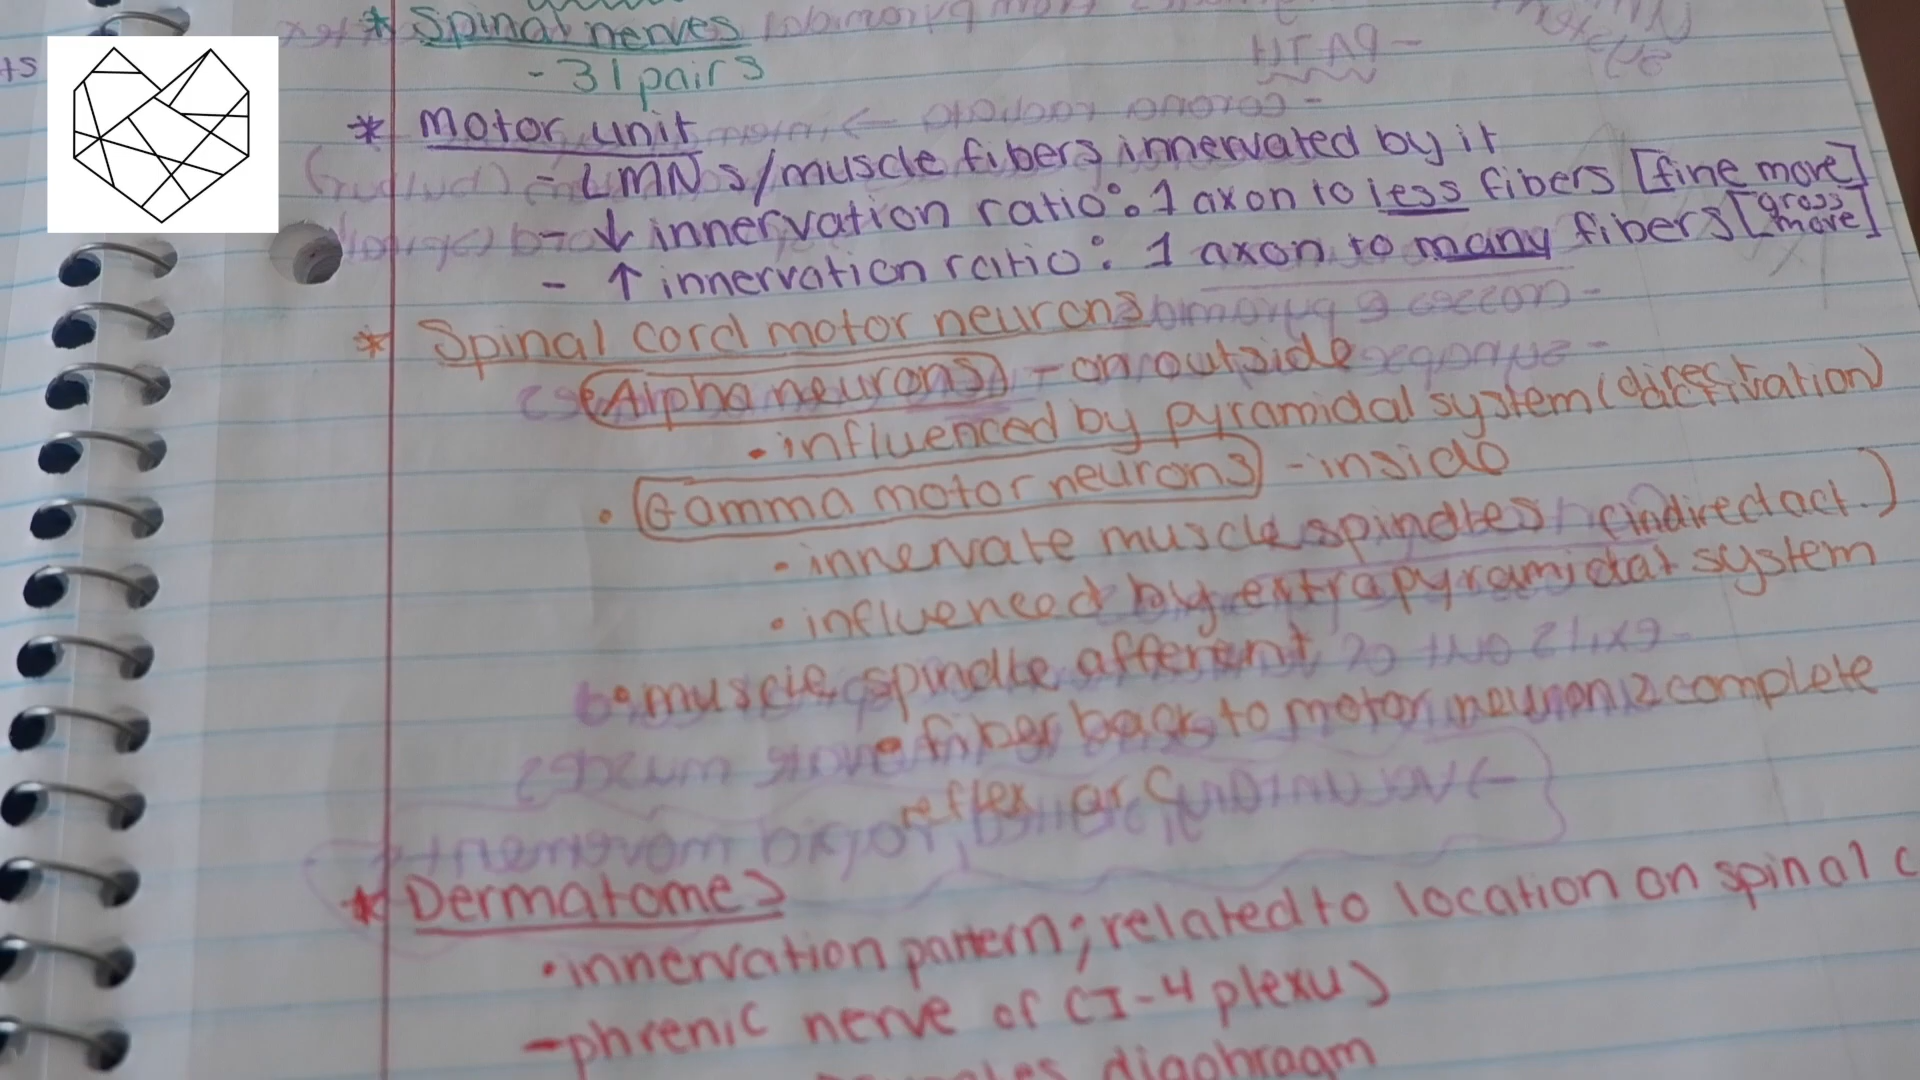 * Spinal nerves
- 31 pairs
* Motor unit
- LMNs/muscle fibers innervated by it
- ↓ innervation ratio: 1 axon to less fibers [fine move]
- ↑ innervation ratio: 1 axon to many fibers [gross move]
* Spinal cord motor neurons
Alpha neurons - on outside
• influenced by pyramidal system (direct activation)
• Gamma motor neurons - inside
• innervate muscle spindles (indirect act.)
• influenced by extrapyramidal system
• muscle spindle afferent
• fiber back to motor neuron 2 complete
reflex arc
* Dermatomes
• innervation pattern; related to location on spinal c
- phrenic nerve of C1-4 plexus
diaphragm